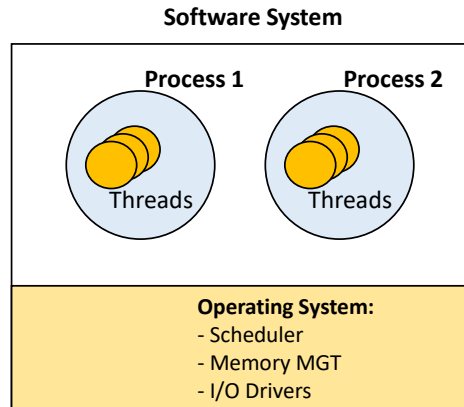 Software System
Process 1
Process 2
Threads
Threads
Operating System:
- Scheduler
- Memory MGT
- I/O Drivers